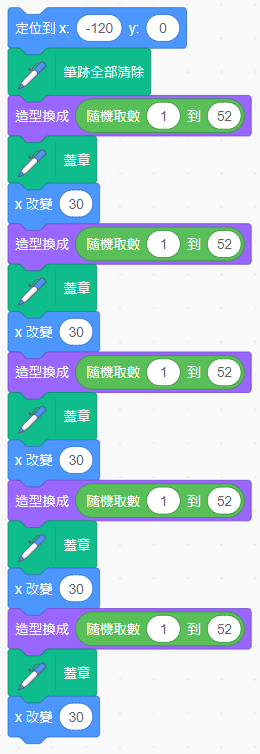 定位到 x: -120 y: 0
筆跡全部清除
造型換成 隨機取數 1 到 52
蓋章
x 改變 30
造型換成 隨機取數 1 到 52
蓋章
x 改變 30
造型換成 隨機取數 1 到 52
蓋章
x 改變 30
造型換成 隨機取數 1 到 52
蓋章
x 改變 30
造型換成 隨機取數 1 到 52
蓋章
x 改變 30